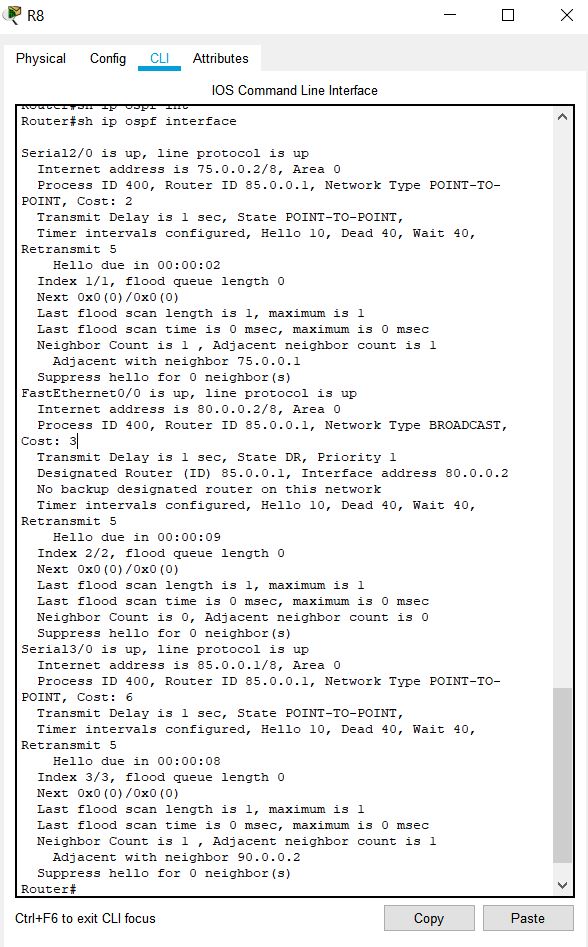 R8
Physical Config CLI Attributes
IOS Command Line Interface
Router#sh ip ospf int
Router#sh ip ospf interface
Serial2/0 is up, line protocol is up
Internet address is 75.0.0.2/8, Area 0
Process ID 400, Router ID 85.0.0.1, Network Type POINT-TO-
POINT, Cost: 2
Transmit Delay is 1 sec, State POINT-TO-POINT,
Timer intervals configured, Hello 10, Dead 40, Wait 40,
Retransmit 5
Hello due in 00:00:02
Index 1/1, flood queue length 0
Next 0x0(0)/0x0(0)
Last flood scan length is 1, maximum is 1
Last flood scan time is 0 msec, maximum is 0 msec
Neighbor Count is 1 , Adjacent neighbor count is 1
Adjacent with neighbor 75.0.0.1
Suppress hello for 0 neighbor(s)
FastEthernet0/0 is up, line protocol is up
Internet address is 80.0.0.2/8, Area 0
Process ID 400, Router ID 85.0.0.1, Network Type BROADCAST,
Cost: 3
Transmit Delay is 1 sec, State DR, Priority 1
Designated Router (ID) 85.0.0.1, Interface address 80.0.0.2
No backup designated router on this network
Timer intervals configured, Hello 10, Dead 40, Wait 40,
Retransmit 5
Hello due in 00:00:09
Index 2/2, flood queue length 0
Next 0x0(0)/0x0(0)
Last flood scan length is 1, maximum is 1
Last flood scan time is 0 msec, maximum is 0 msec
Neighbor Count is 0, Adjacent neighbor count is 0
Suppress hello for 0 neighbor(s)
Serial3/0 is up, line protocol is up
Internet address is 85.0.0.1/8, Area 0
Process ID 400, Router ID 85.0.0.1, Network Type POINT-TO-
POINT, Cost: 6
Transmit Delay is 1 sec, State POINT-TO-POINT,
Timer intervals configured, Hello 10, Dead 40, Wait 40,
Retransmit 5
Hello due in 00:00:08
Index 3/3, flood queue length 0
Next 0x0(0)/0x0(0)
Last flood scan length is 1, maximum is 1
Last flood scan time is 0 msec, maximum is 0 msec
Neighbor Count is 1 , Adjacent neighbor count is 1
Adjacent with neighbor 90.0.0.2
Suppress hello for 0 neighbor(s)
Router#
Ctrl+F6 to exit CLI focus Copy Paste